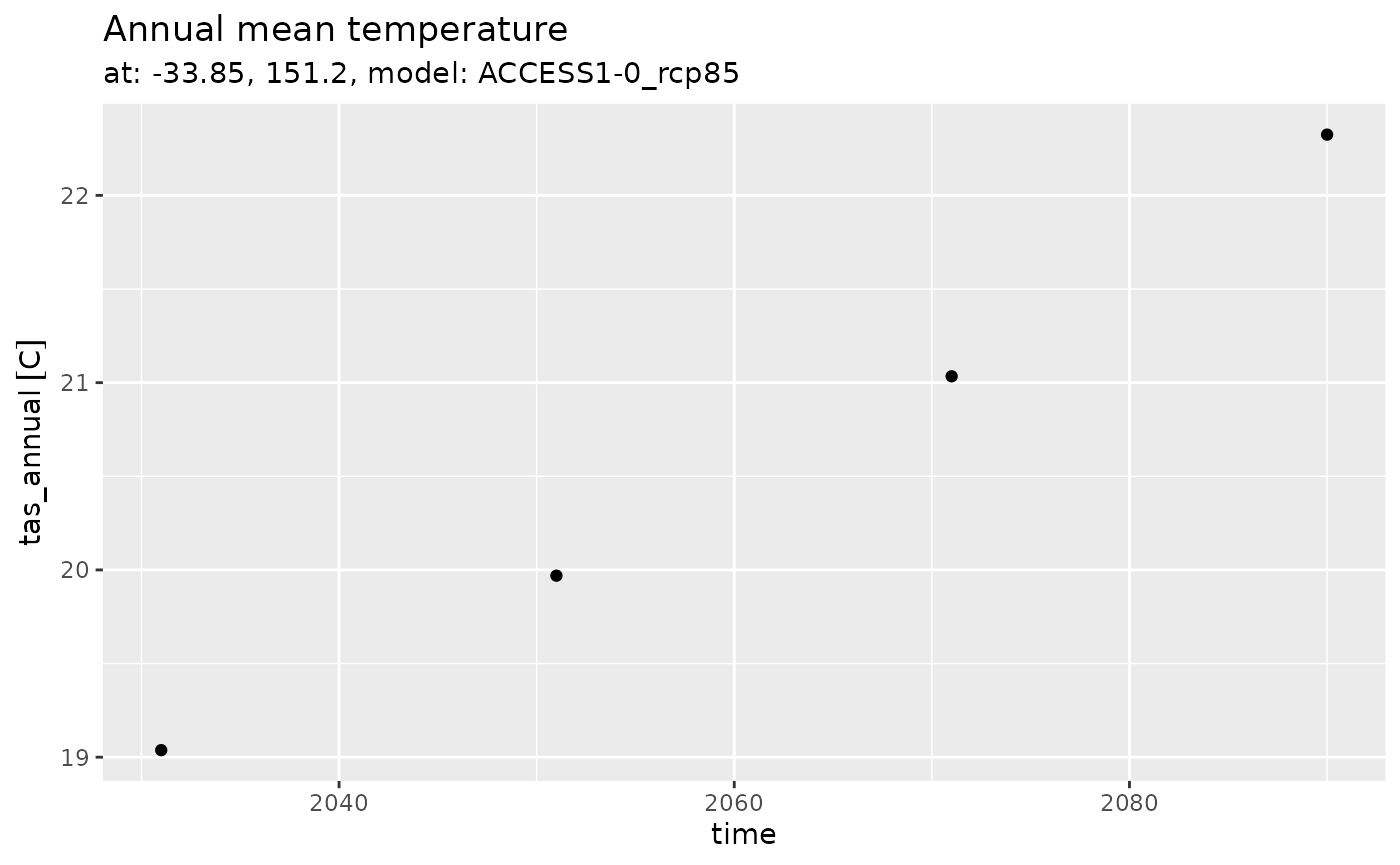 Annual mean temperature
at: -33.85, 151.2, model: ACCESS1-0_rcp85
tas_annual [C]
22
21
20
19
2040 2060 2080
time